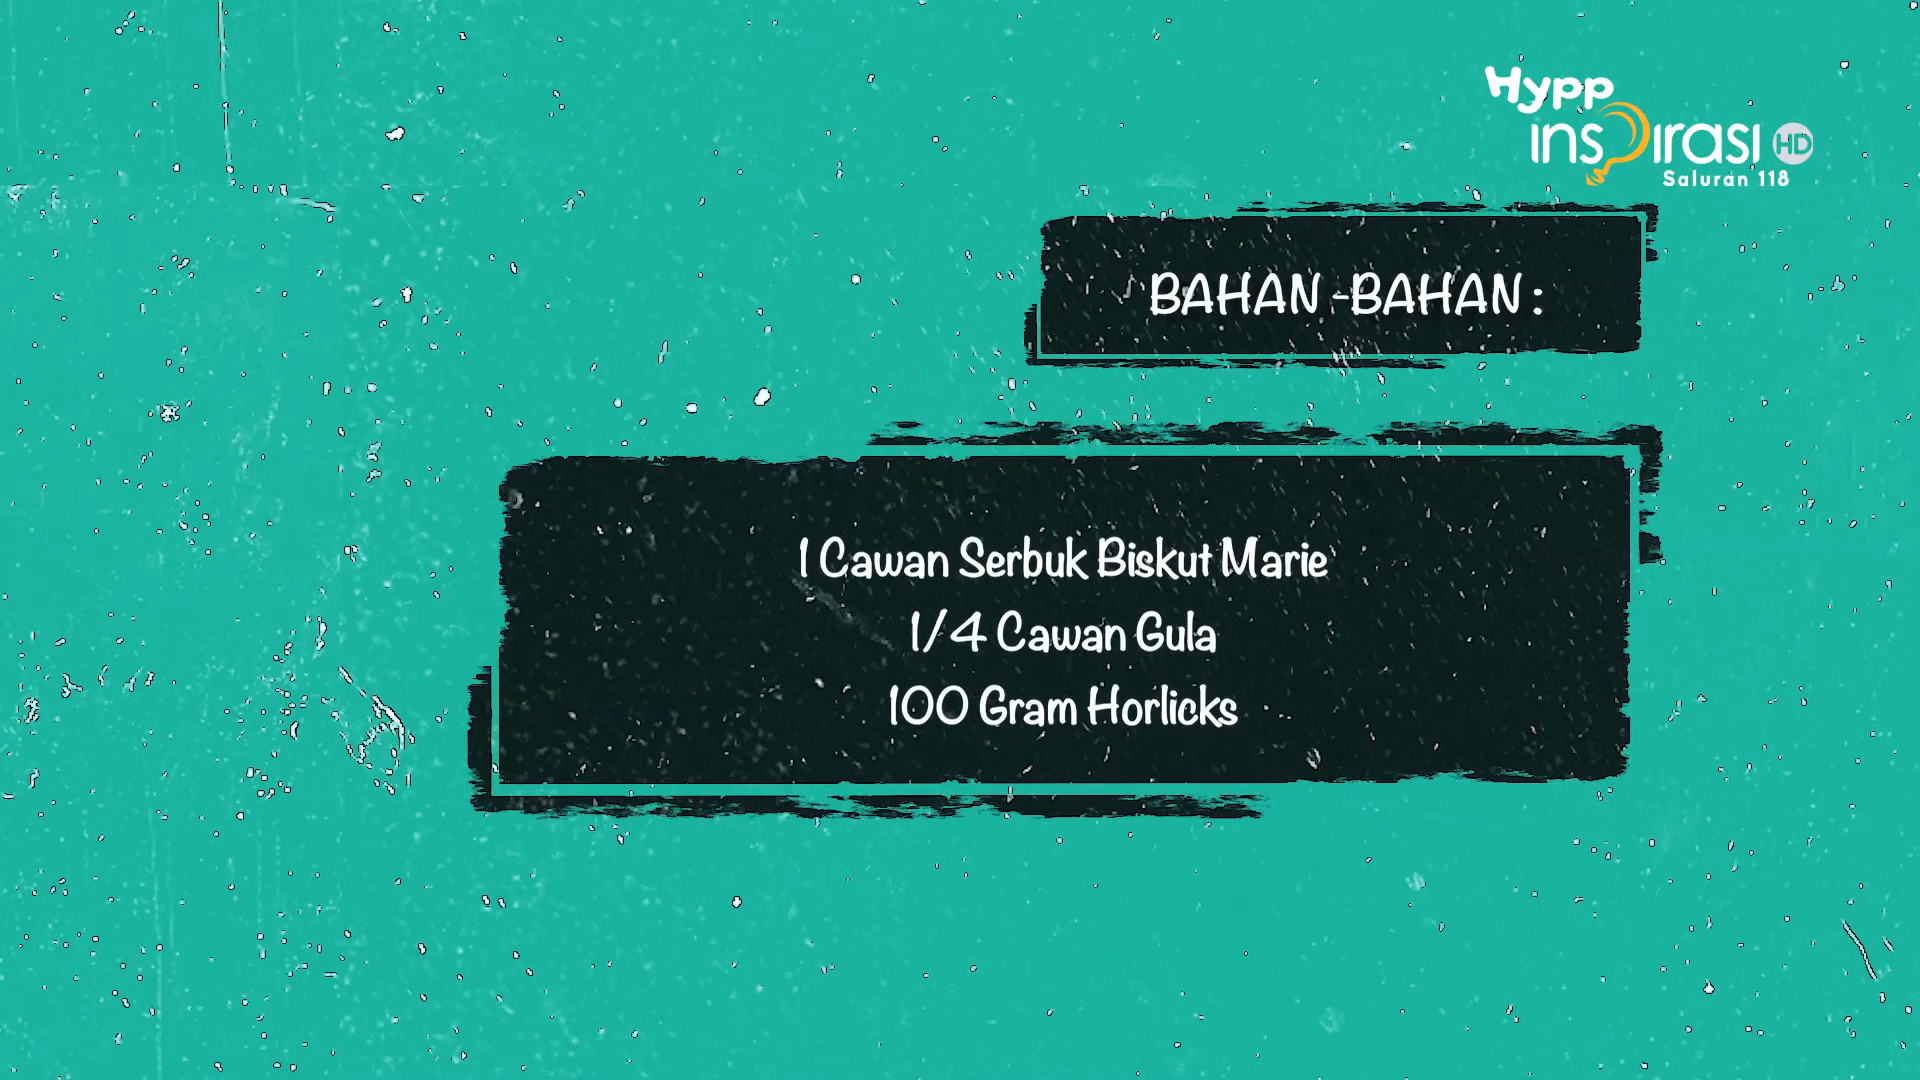 Hypp
inspirasi HD
Saluran 118
BAHAN-BAHAN:
1 Cawan Serbuk Biskut Marie
1/4 Cawan Gula
100 Gram Horlicks